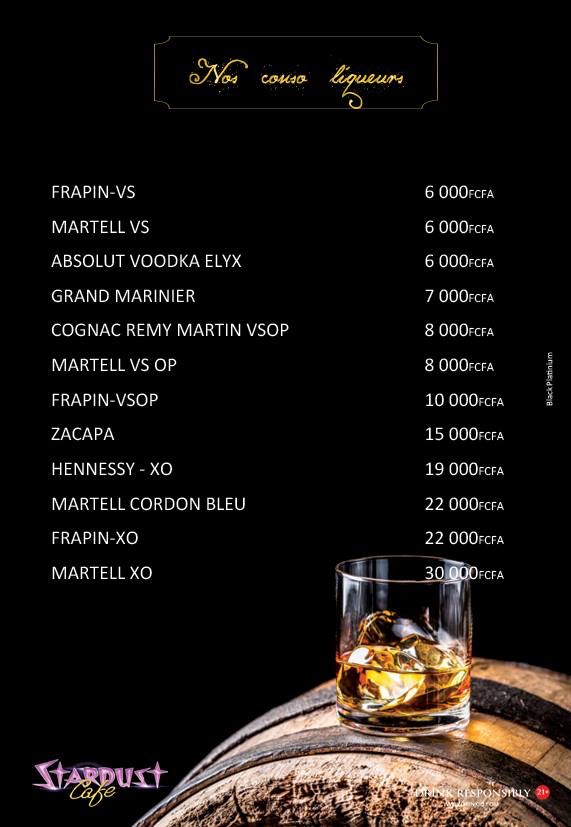 Nos conso liqueurs
FRAPIN-VS 6 000FCFA
MARTELL VS 6 000FCFA
ABSOLUT VOODKA ELYX 6 000FCFA
GRAND MARINIER 7 000FCFA
COGNAC REMY MARTIN VSOP 8 000FCFA
MARTELL VS OP 8 000FCFA
FRAPIN-VSOP 10 000FCFA
ZACAPA 15 000FCFA
HENNESSY - XO 19 000FCFA
MARTELL CORDON BLEU 22 000FCFA
FRAPIN-XO 22 000FCFA
MARTELL XO 30 000FCFA
Black Platinium
STARDUST
Cafe
DRINK RESPONSIBLY 21+